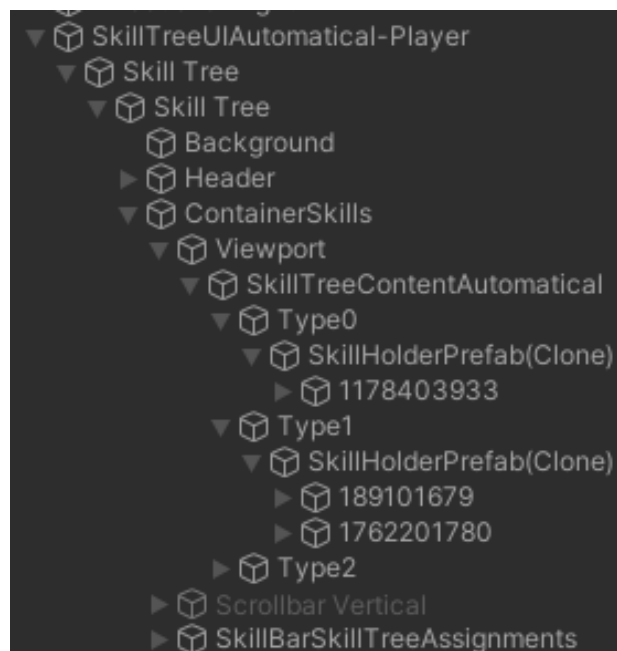 SkillTreeUIAutomatical-Player
Skill Tree
Skill Tree
Background
Header
ContainerSkills
Viewport
SkillTreeContentAutomatical
Type0
SkillHolderPrefab(Clone)
1178403933
Type1
SkillHolderPrefab(Clone)
189101679
1762201780
Type2
Scrollbar Vertical
SkillBarSkillTreeAssignments